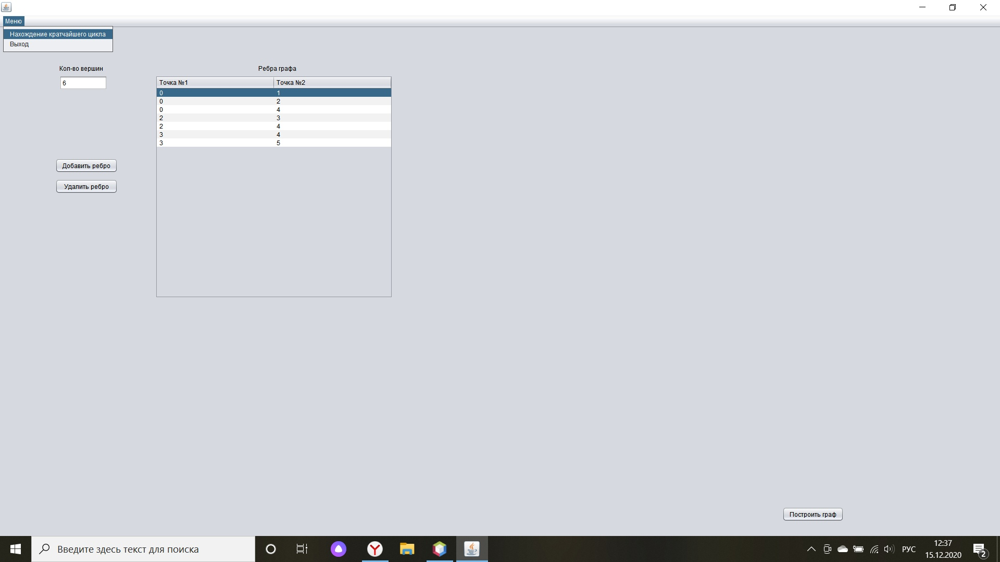 Меню
Нахождение кратчайшего цикла
Выход
Кол-во вершин
6
Ребра графа
Точка №1 Точка №2
0 1
0 2
0 4
2 3
2 4
3 4
3 5
Добавить ребро
Удалить ребро
Построить граф
Введите здесь текст для поиска
РУС
12:37
15.12.2020
2